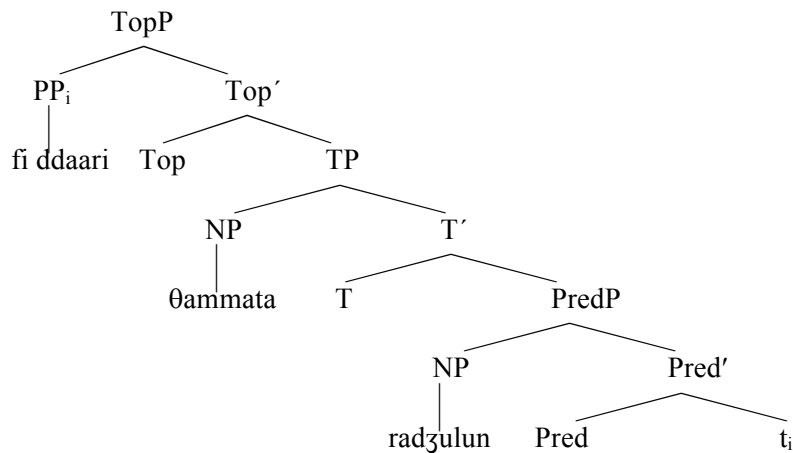 TopP
PPᵢ Top′
fi ddaari Top TP
NP T′
θammata T PredP
NP Pred′
radʒulun Pred tᵢ